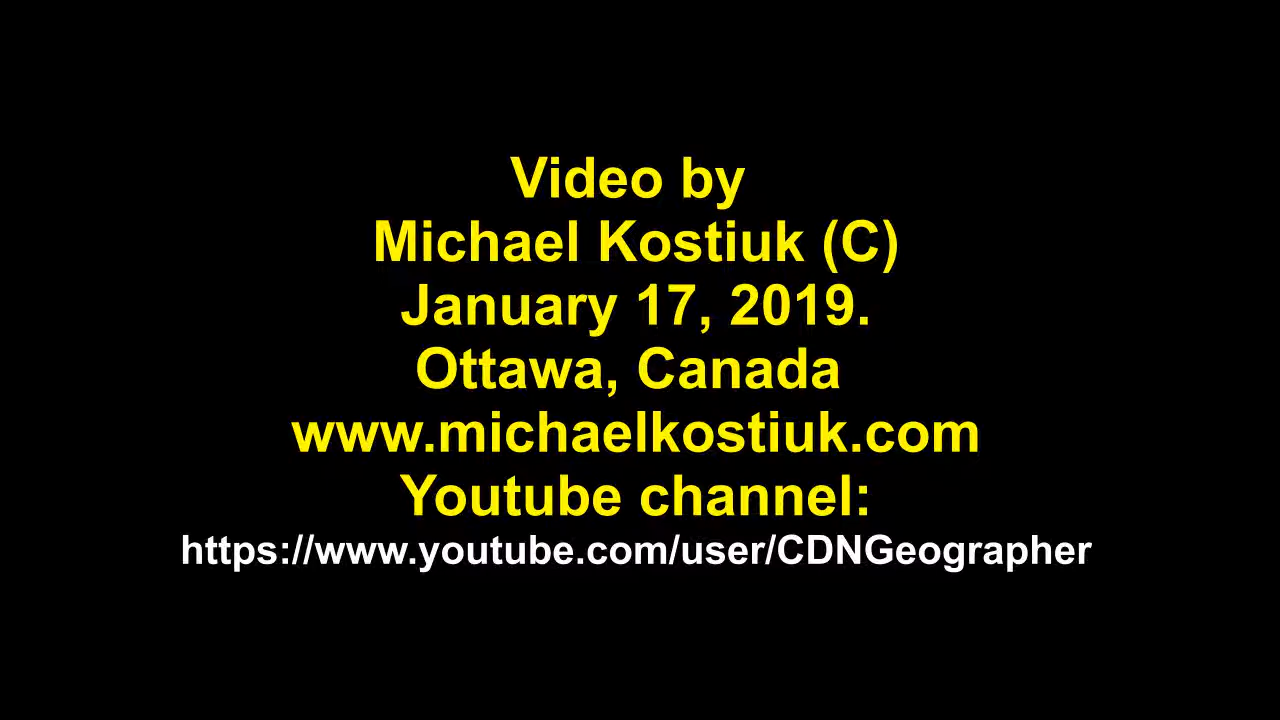 Video by
Michael Kostiuk (C)
January 17, 2019.
Ottawa, Canada
www.michaelkostiuk.com
Youtube channel:
https://www.youtube.com/user/CDNGeographer